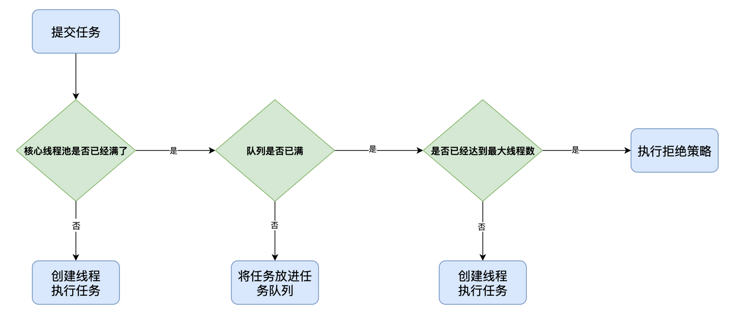 提交任务
核心线程池是否已经满了
是
队列是否已满
是
是否已经达到最大线程数
是
执行拒绝策略
否
否
否
创建线程
执行任务
将任务放进任
务队列
创建线程
执行任务